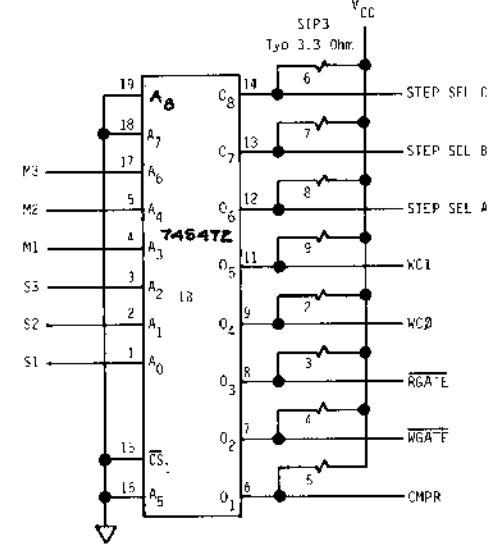 VCC
SIP3
Typ 3.3 Ohm
19 A8 O8 14 6 STEP SEL C
18 A7 O7 13 7 STEP SEL B
M3 17 A6 O6 12 8 STEP SEL A
M2 5 A4
74S472
M1 4 A3 O5 11 9 WC1
S3 3 A2 18
S2 2 A1 O4 9 2 WCØ
S1 1 A0 O3 8 3 RGATE
O2 7 4 WGATE
15 CS1
16 A5 O1 6 5 CMPR